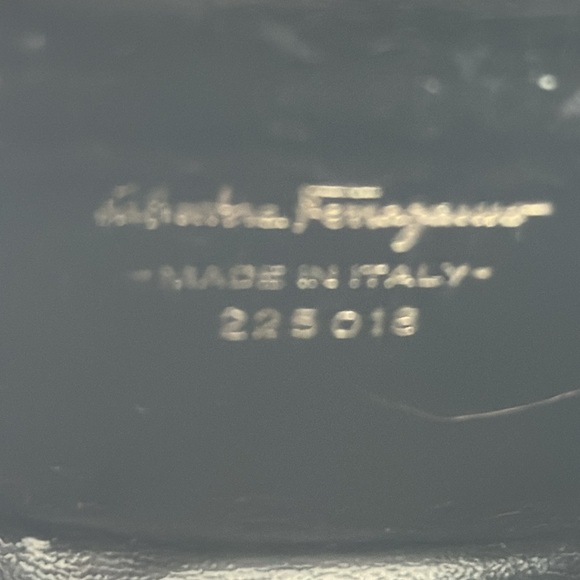 Salvatore Ferragamo
-MADE IN ITALY-
225018